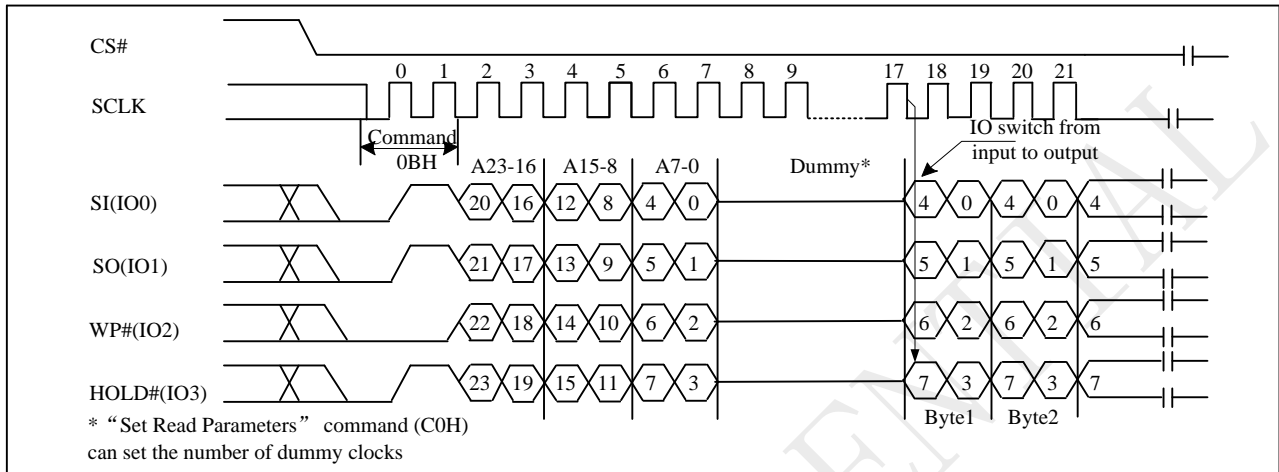 CS#
0 1 2 3 4 5 6 7 8 9 17 18 19 20 21
SCLK
Command
0BH
IO switch from
input to output
A23-16 A15-8 A7-0 Dummy*
SI(IO0) 20 16 12 8 4 0 4 0 4 0 4
SO(IO1) 21 17 13 9 5 1 5 1 5 1 5
WP#(IO2) 22 18 14 10 6 2 6 2 6 2 6
HOLD#(IO3) 23 19 15 11 7 3 7 3 7 3 7
Byte1 Byte2
* “Set Read Parameters” command (C0H)
can set the number of dummy clocks
ENTIAL